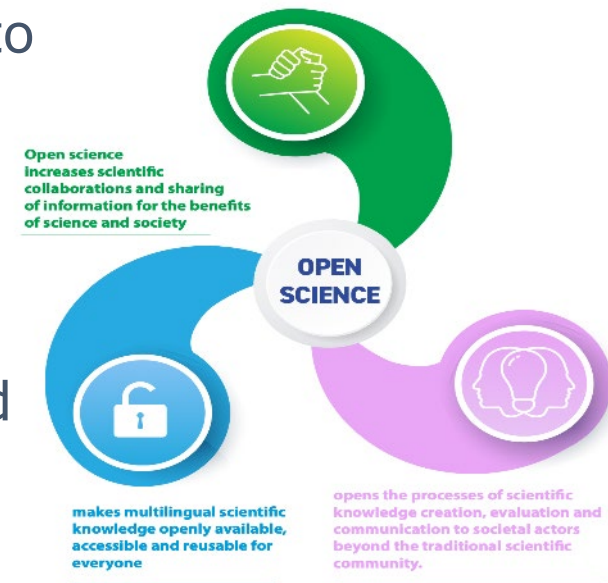 to
Open science
increases scientific
collaborations and sharing
of information for the benefits
of science and society
OPEN
SCIENCE
makes multilingual scientific
knowledge openly available,
accessible and reusable for
everyone
opens the processes of scientific
knowledge creation, evaluation and
communication to societal actors
beyond the traditional scientific
community.